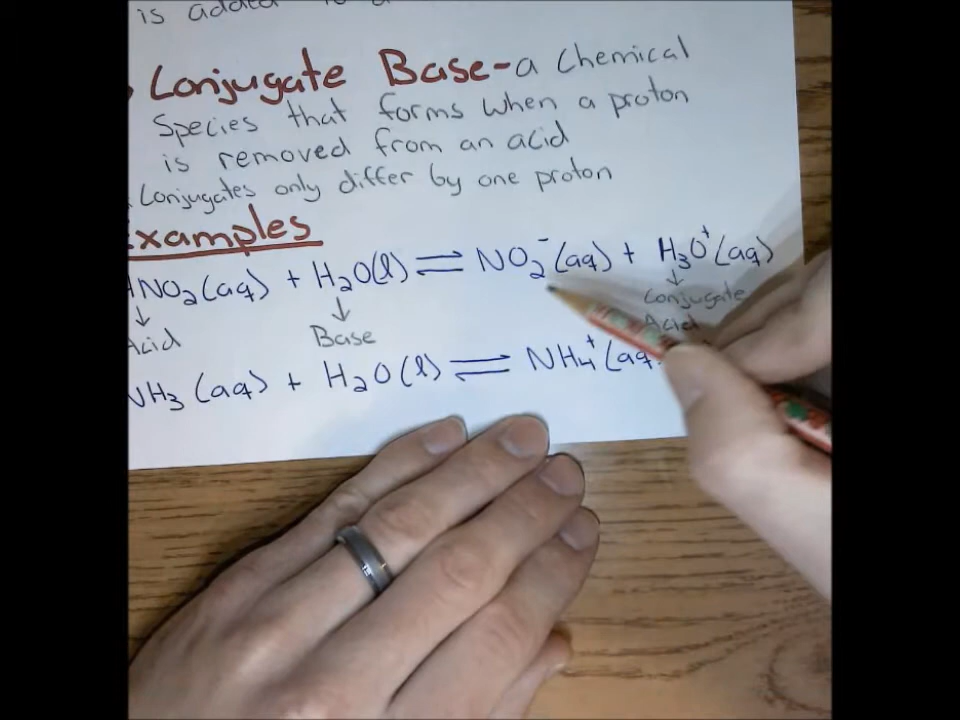 is added
Conjugate Base-a Chemical
Species that forms when a proton
is removed from an acid
Conjugates only differ by one proton
Examples
HNO₂(aq) + H₂O(l) ⇌ NO₂⁻(aq) + H₃O⁺(aq)
↓ ↓ ↓
Acid Base Conjugate
Acid
NH₃(aq) + H₂O(l) ⇌ NH₄⁺(aq